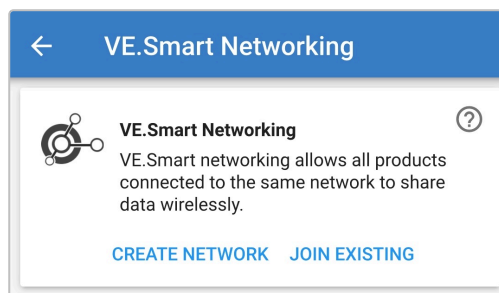 VE.Smart Networking
VE.Smart Networking
VE.Smart networking allows all products
connected to the same network to share
data wirelessly.
CREATE NETWORK JOIN EXISTING